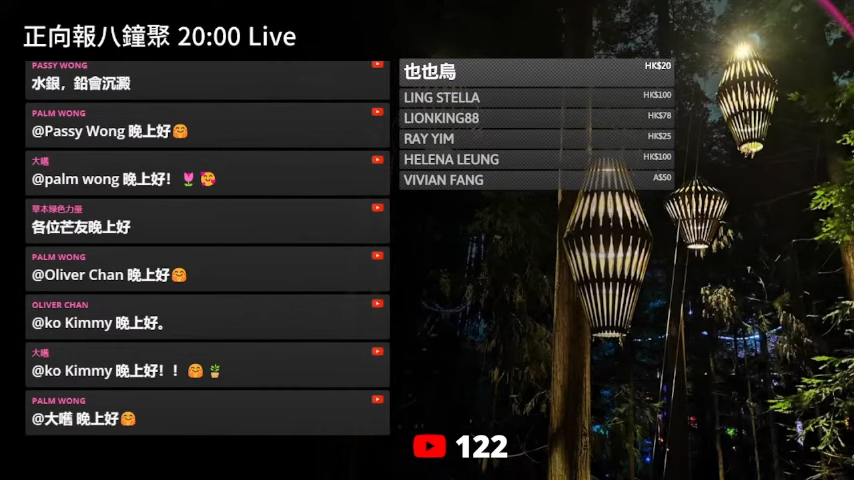 正向報八鐘聚 20:00 Live
PASSY WONG
水銀，鉛會沉澱
PALM WONG
@Passy Wong 晚上好🤗
大嚿
@palm wong 晚上好！ 🌷 🥰
草本綠色力量
各位芒友晚上好
PALM WONG
@Oliver Chan 晚上好🤗
OLIVER CHAN
@ko Kimmy 晚上好。
大嚿
@ko Kimmy 晚上好！！ 🤗 🪴
PALM WONG
@大嚿 晚上好🤗
也也鳥 HK$20
LING STELLA HK$100
LIONKING88 HK$78
RAY YIM HK$25
HELENA LEUNG HK$100
VIVIAN FANG A$50
122